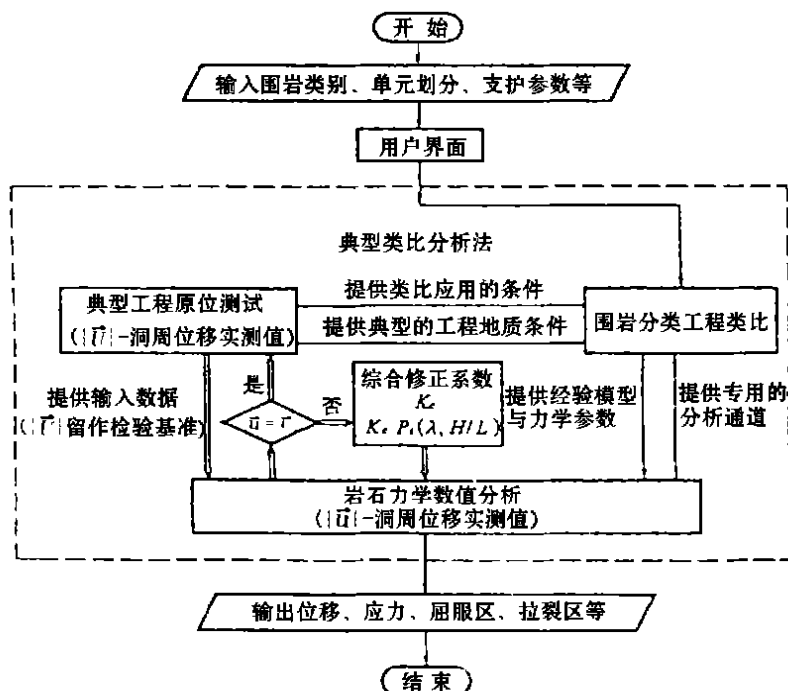 开 始
输入围岩类别、单元划分、支护参数等
用户界面
典型类比分析法
典型工程原位测试
(|U⃗|-洞周位移实测值)
提供类比应用的条件
提供典型的工程地质条件
围岩分类工程类比
提供输入数据
留作检验基准)
是
否
综合修正系数
提供经验模型
与力学参数
提供专用的
分析通道
岩石力学数值分析
(|u⃗|-洞周位移实测值)
输出位移、应力、屈服区、拉裂区等
结 束